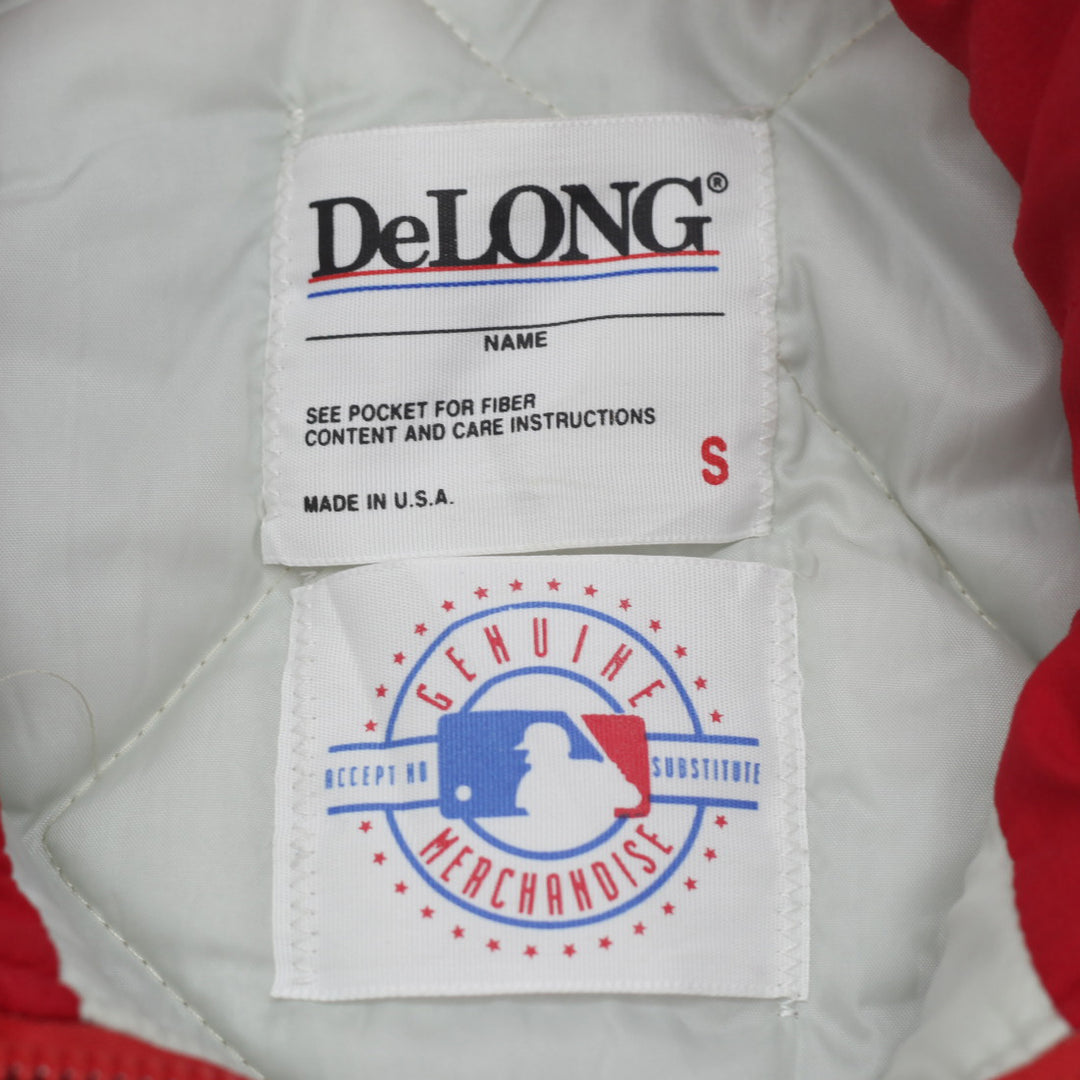 DeLONG®
NAME
SEE POCKET FOR FIBER
CONTENT AND CARE INSTRUCTIONS
S
MADE IN U.S.A.
GENUINE
ACCEPT NO SUBSTITUTE
MERCHANDISE